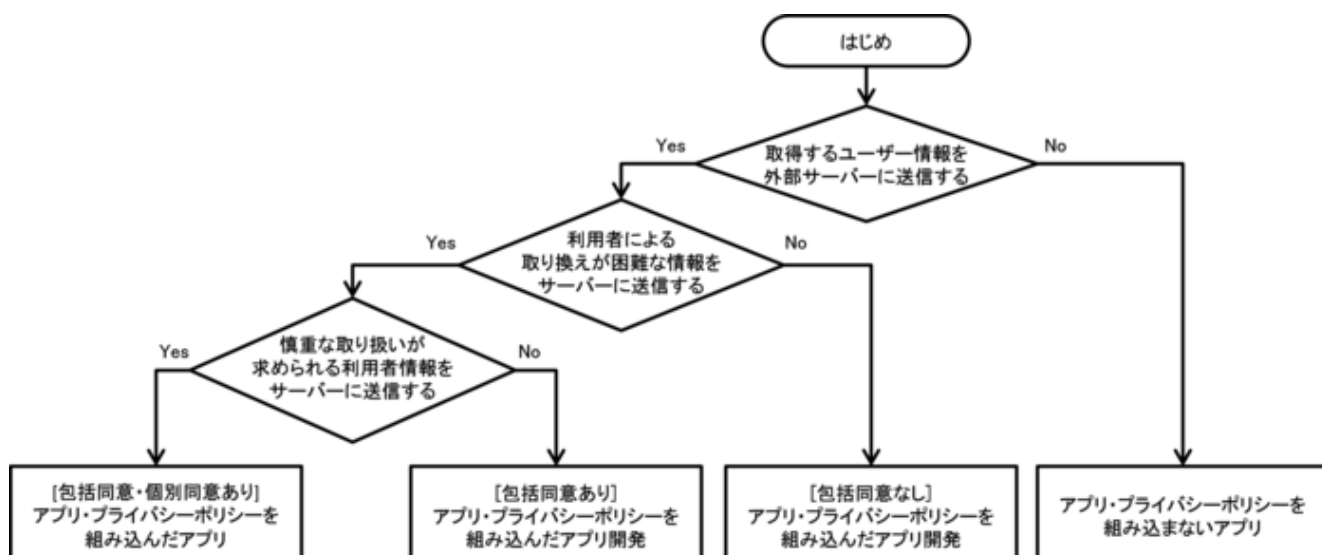 はじめ
取得するユーザー情報を
外部サーバーに送信する
Yes
No
利用者による
取り換えが困難な情報を
サーバーに送信する
Yes
No
慎重な取り扱いが
求められる利用者情報を
サーバーに送信する
Yes
No
[包括同意・個別同意あり]
アプリ・プライバシーポリシーを
組み込んだアプリ
[包括同意あり]
アプリ・プライバシーポリシーを
組み込んだアプリ開発
[包括同意なし]
アプリ・プライバシーポリシーを
組み込んだアプリ開発
アプリ・プライバシーポリシーを
組み込まないアプリ